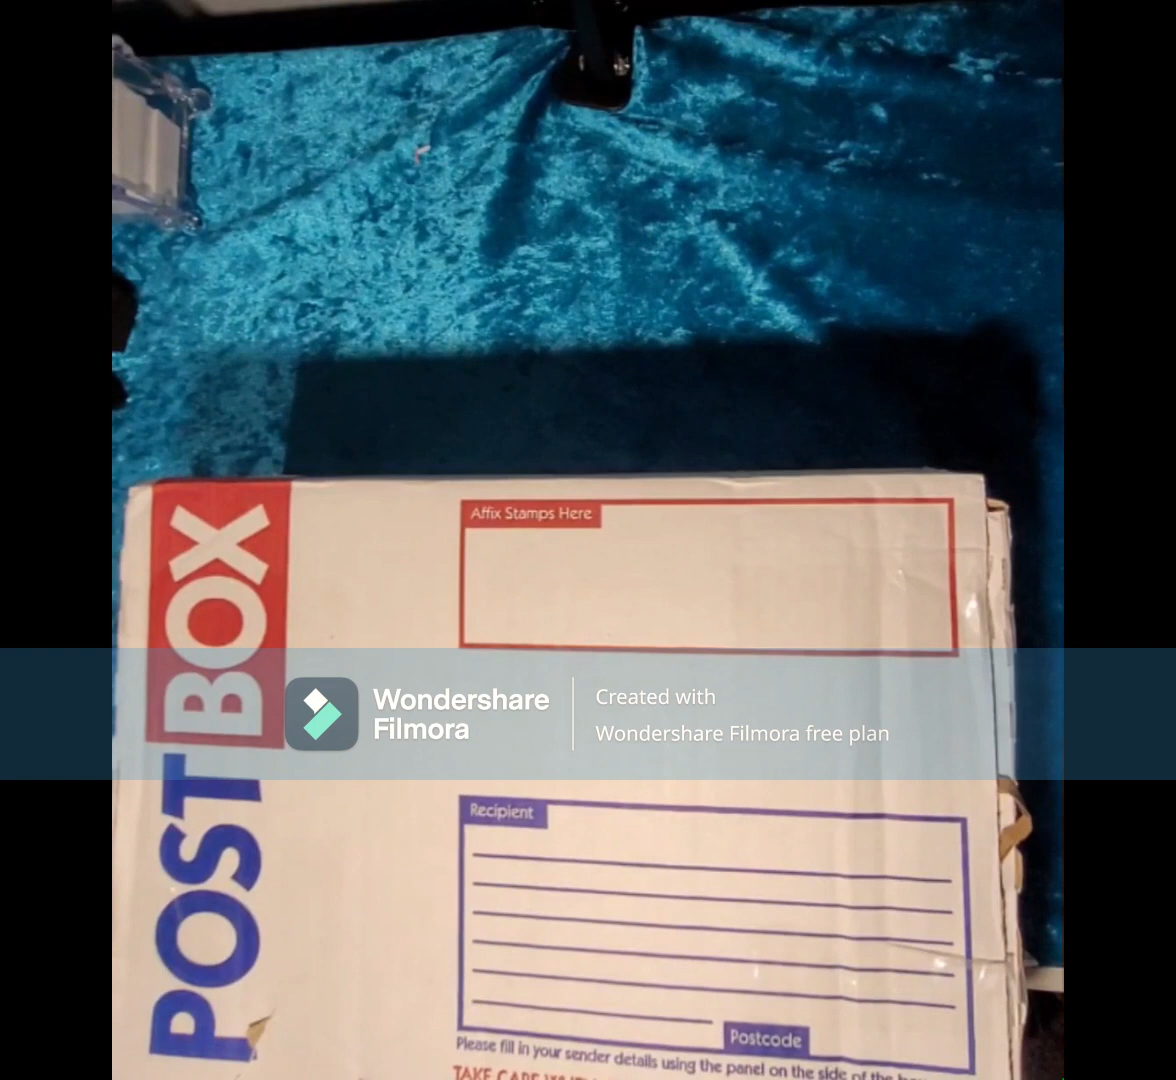 Affix Stamps Here
POST BOX
Wondershare
Filmora
Created with
Wondershare Filmora free plan
Recipient
Postcode
Please fill in your sender details using the panel on the side of the
TAKE CARE